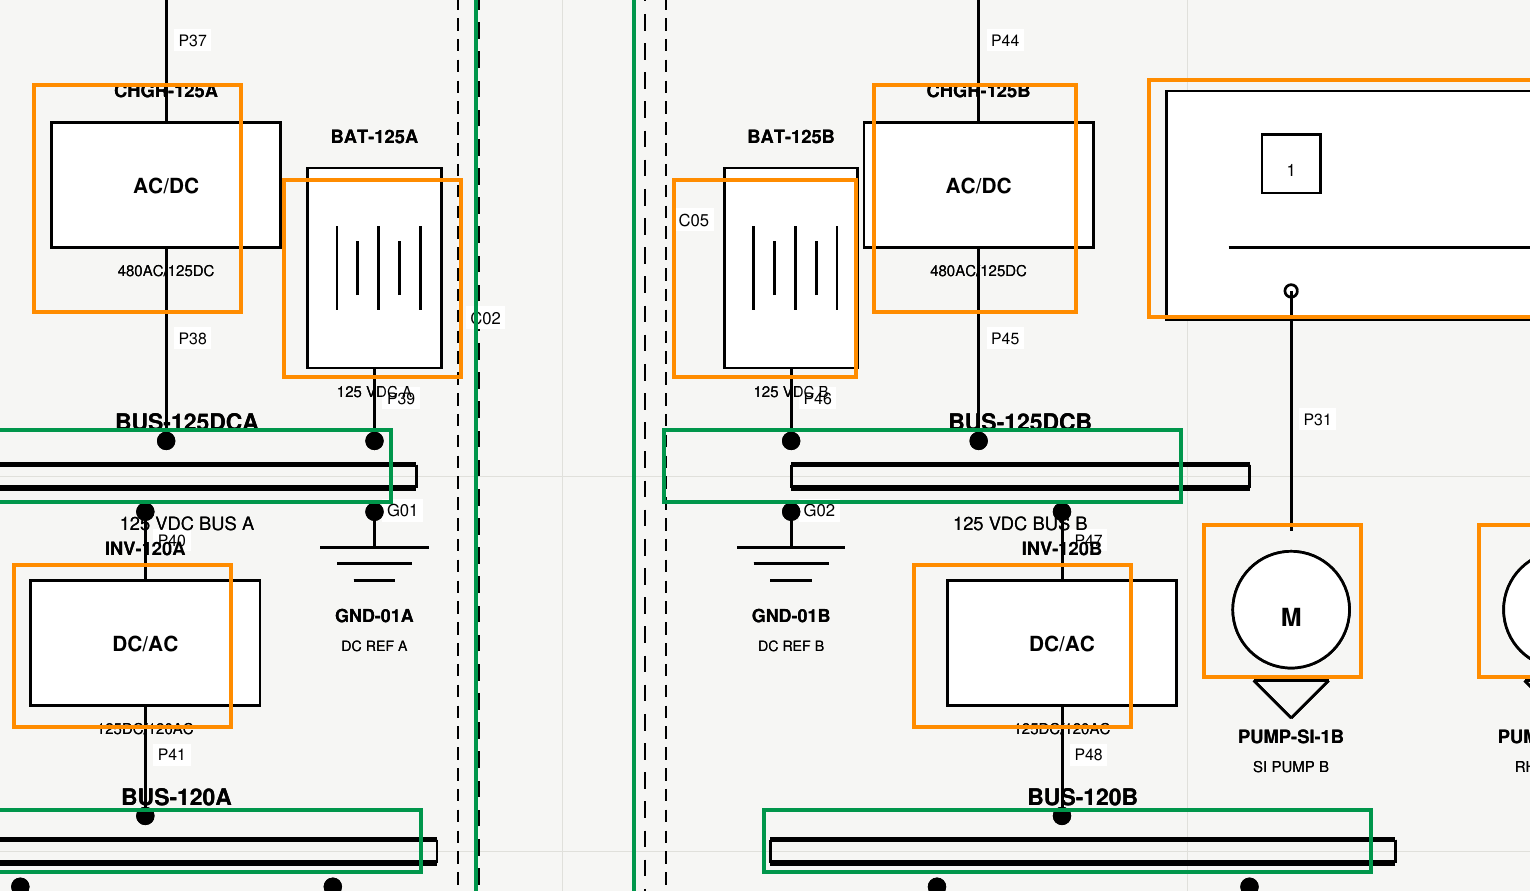 P37
P44
CHGR-125A
CHGR-125B
BAT-125A
BAT-125B
1
AC/DC
AC/DC
C05
480AC/125DC
480AC/125DC
C02
P38
P45
125 VDC A
P39
125 VDC B
P46
BUS-125DCA
BUS-125DCB
P31
G01
G02
125 VDC BUS A
125 VDC BUS B
P40
P47
INV-120A
INV-120B
GND-01A
GND-01B
M
DC/AC
DC REF A
DC REF B
DC/AC
125DC/120AC
125DC/120AC
PUMP-SI-1B
PUM
P41
P48
SI PUMP B
RH
BUS-120A
BUS-120B